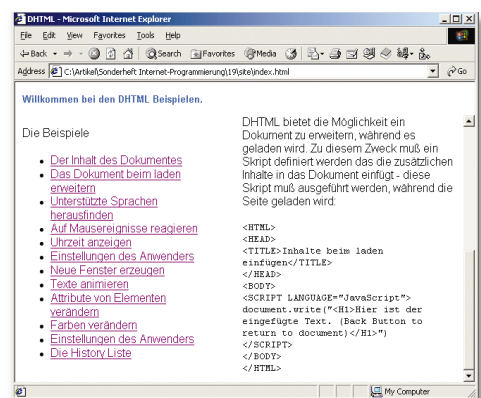 DHTML - Microsoft Internet Explorer
File Edit View Favorites Tools Help
Back Search Favorites Media
Address C:\Artikel\Sonderheft Internet-Programmierung\19\site\index.html Go
Willkommen bei den DHTML Beispielen.
Die Beispiele
Der Inhalt des Dokumentes
Das Dokument beim laden
erweitern
Unterstützte Sprachen
herausfinden
Auf Mausereignisse reagieren
Uhrzeit anzeigen
Einstellungen des Anwenders
Neue Fenster erzeugen
Texte animieren
Attribute von Elementen
verändern
Farben verändern
Einstellungen des Anwenders
Die History Liste
DHTML bietet die Möglichkeit ein
Dokument zu erweitern, während es
geladen wird. Zu diesem Zweck muß ein
Skript definiert werden das die zusätzlichen
Inhalte in das Dokument einfügt - diese
Skript muß ausgeführt werden, während die
Seite geladen wird:
<HTML>
<HEAD>
<TITLE>Inhalte beim laden
einfügen</TITLE>
</HEAD>
<BODY>
<SCRIPT LANGUAGE="JavaScript">
document.write("<H1>Hier ist der
eingefügte Text. (Back Button to
return to document)</H1>")
</SCRIPT>
</BODY>
</HTML>
My Computer